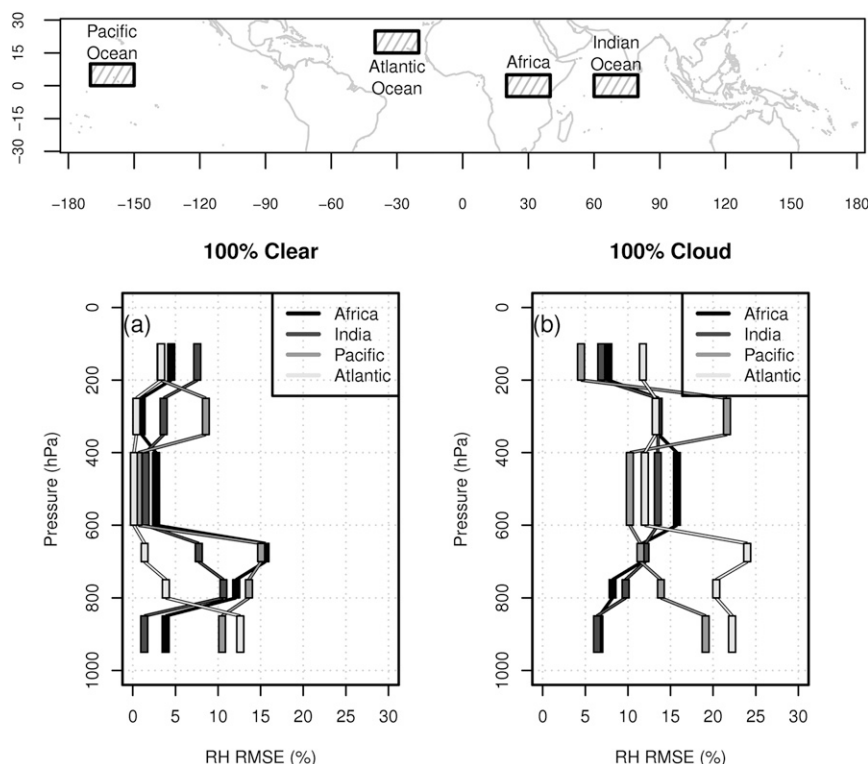 30
15
0
−15
−30
Pacific
Ocean
Atlantic
Ocean
Africa
Indian
Ocean
−180 −150 −120 −90 −60 −30 0 30 60 90 120 150 180
100% Clear
100% Cloud
(a)
Africa
India
Pacific
Atlantic
Pressure (hPa)
0
200
400
600
800
1000
0 5 10 15 20 25 30
RH RMSE (%)
(b)
Africa
India
Pacific
Atlantic
Pressure (hPa)
0
200
400
600
800
1000
0 5 10 15 20 25 30
RH RMSE (%)